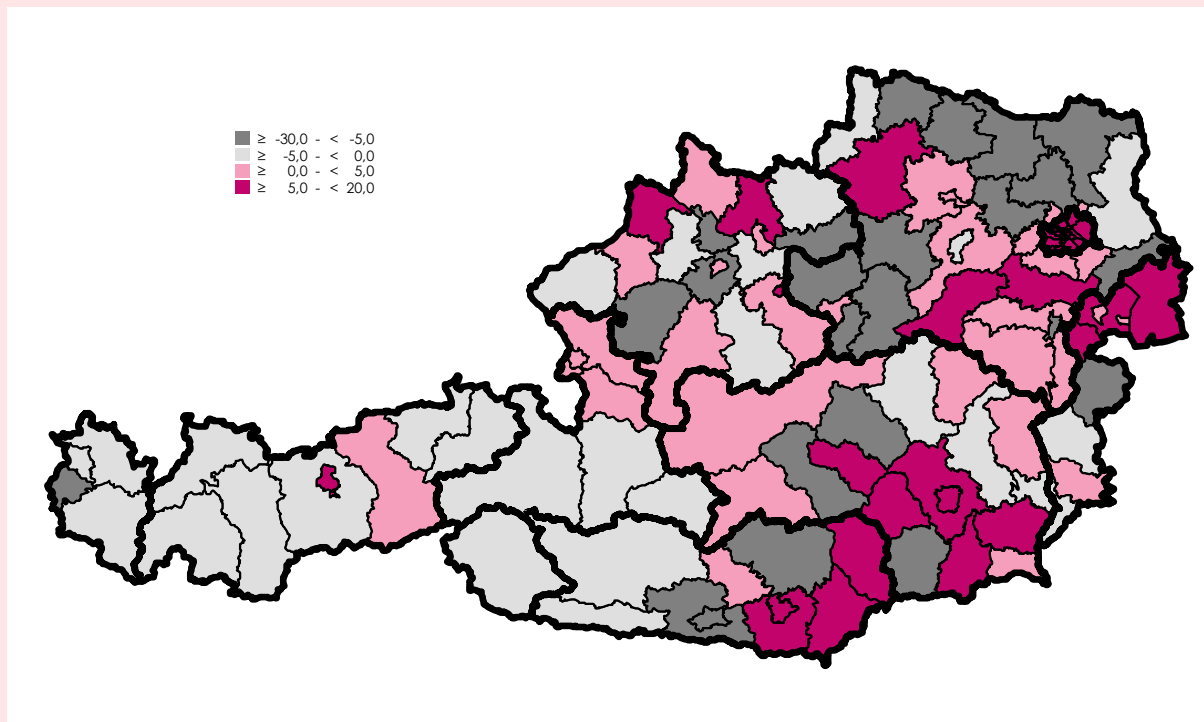 ≥ -30,0 - < -5,0
≥ -5,0 - < 0,0
≥ 0,0 - < 5,0
≥ 5,0 - < 20,0